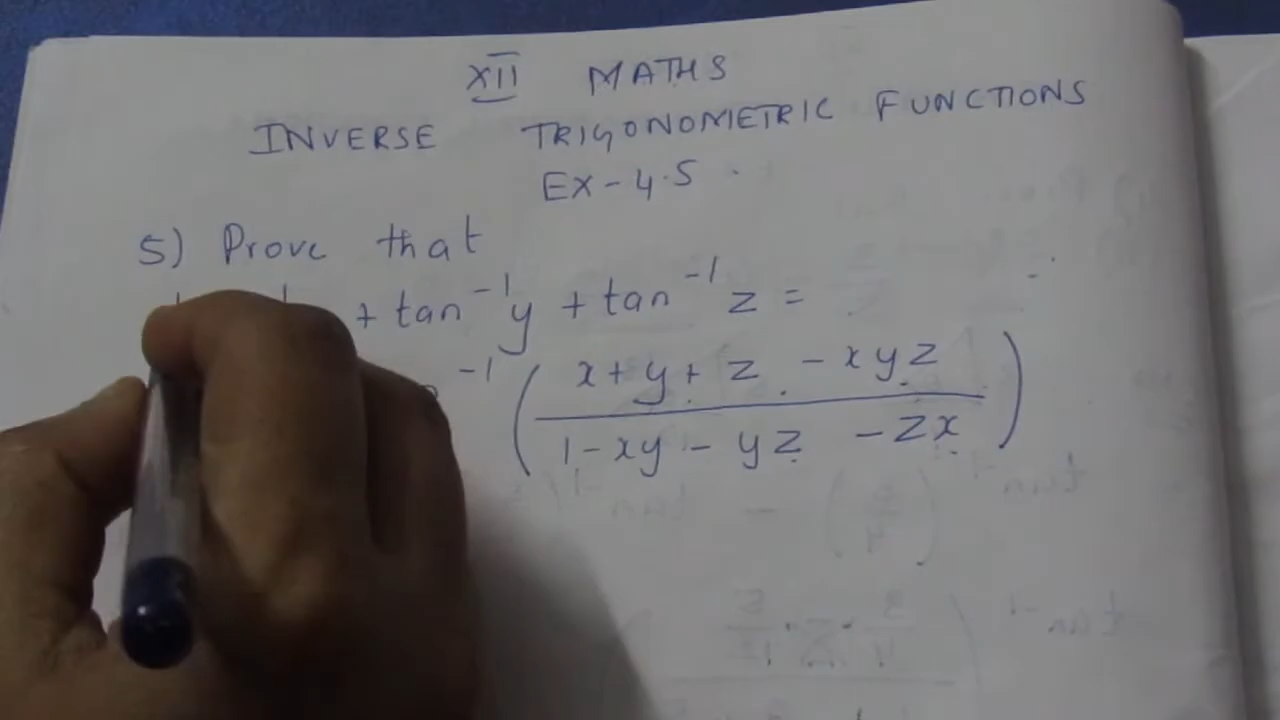 XII MATHS
INVERSE TRIGONOMETRIC FUNCTIONS
EX-4.5
5) Prove that
+ tan⁻¹y + tan⁻¹z =
⁻¹ ( x+y+z -xyz / 1-xy-yz -zx )